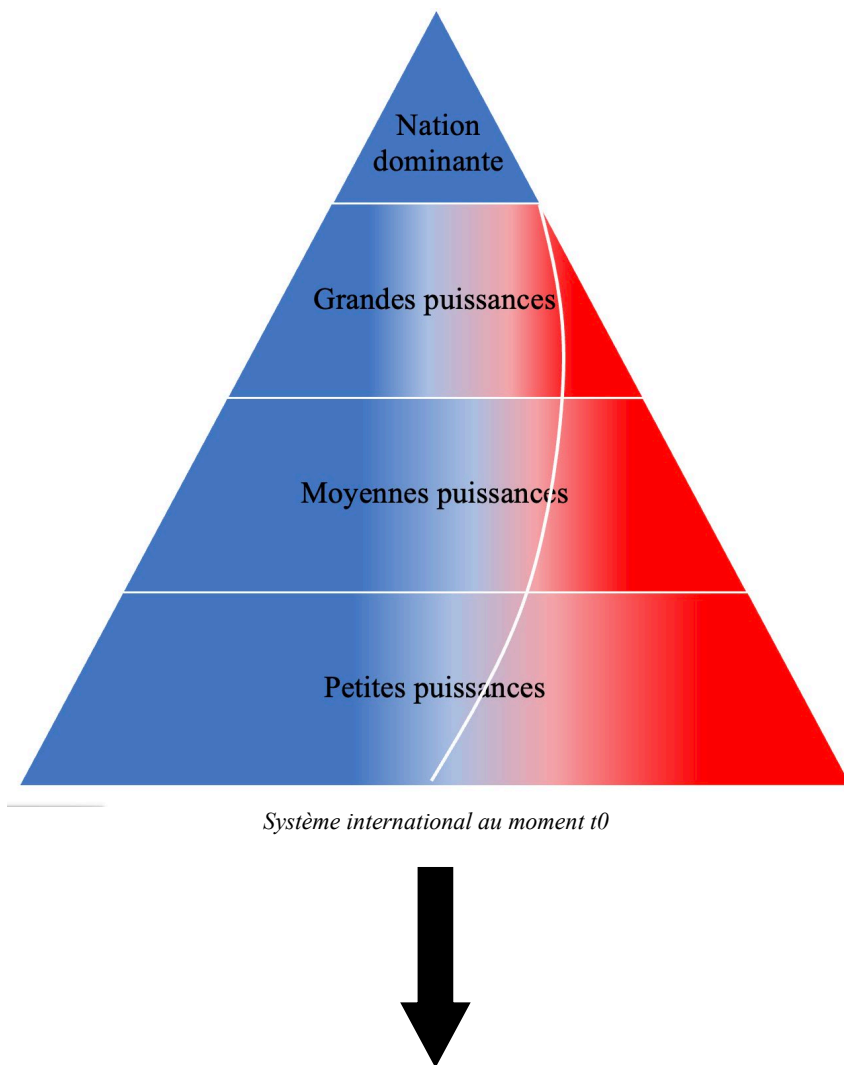 Nation
dominante
Grandes puissances
Moyennes puissances
Petites puissances
Système international au moment t0